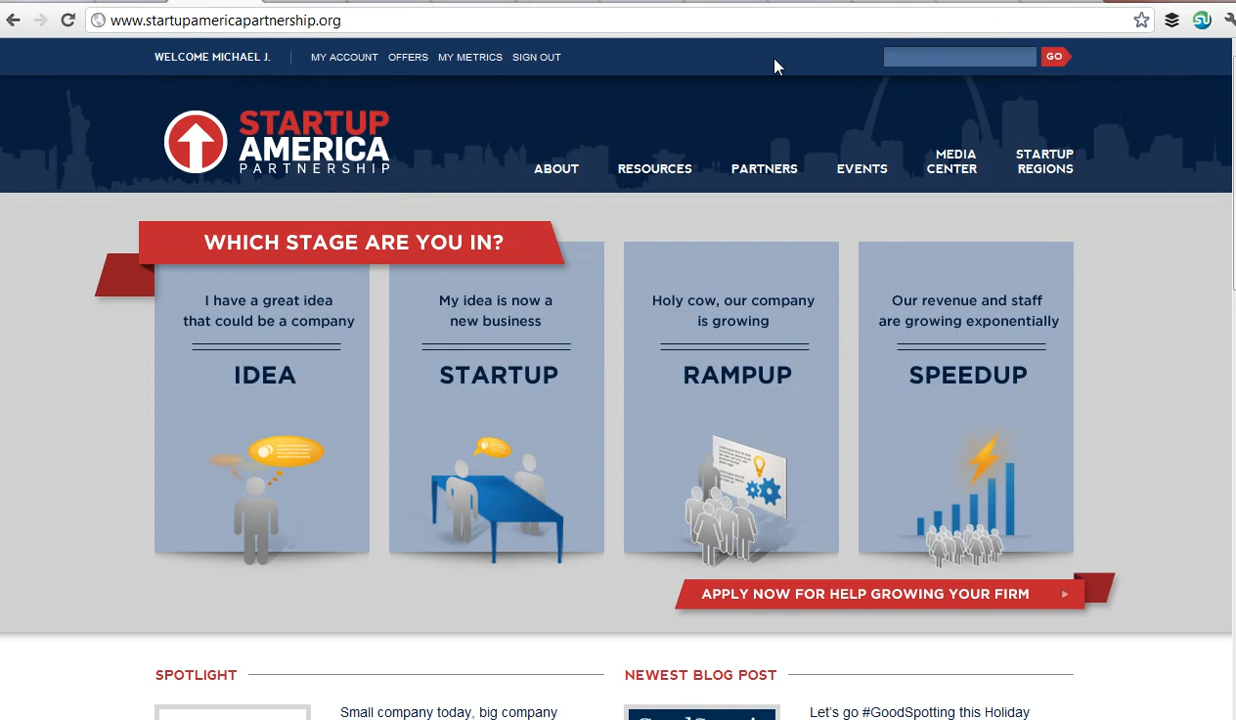 www.startupamericapartnership.org
WELCOME MICHAEL J.
MY ACCOUNT OFFERS MY METRICS SIGN OUT
GO
STARTUP
AMERICA
PARTNERSHIP
ABOUT
RESOURCES
PARTNERS
EVENTS
MEDIA
CENTER
STARTUP
REGIONS
WHICH STAGE ARE YOU IN?
I have a great idea
that could be a company
IDEA
My idea is now a
new business
STARTUP
Holy cow, our company
is growing
RAMPUP
Our revenue and staff
are growing exponentially
SPEEDUP
APPLY NOW FOR HELP GROWING YOUR FIRM
SPOTLIGHT
Small company today, big company
NEWEST BLOG POST
Let's go #GoodSpotting this Holiday